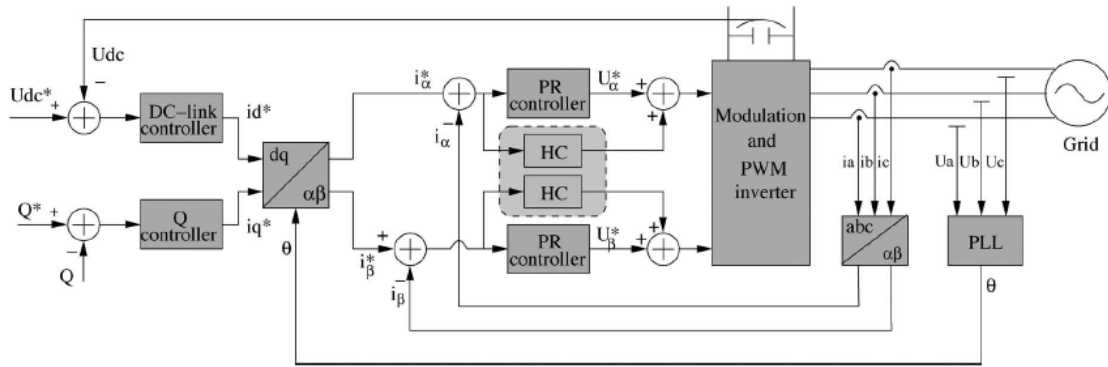 Udc
Udc*
+
−
DC−link
controller
id*
Q*
+
−
Q
Q
controller
iq*
dq
αβ
θ
i*α
−
iα
PR
controller
U*α
+
+
HC
HC
+
i*β
−
iβ
PR
controller
U*β
+
+
Modulation
and
PWM
inverter
ia ib ic
Ua Ub Uc
Grid
abc
αβ
PLL
θ